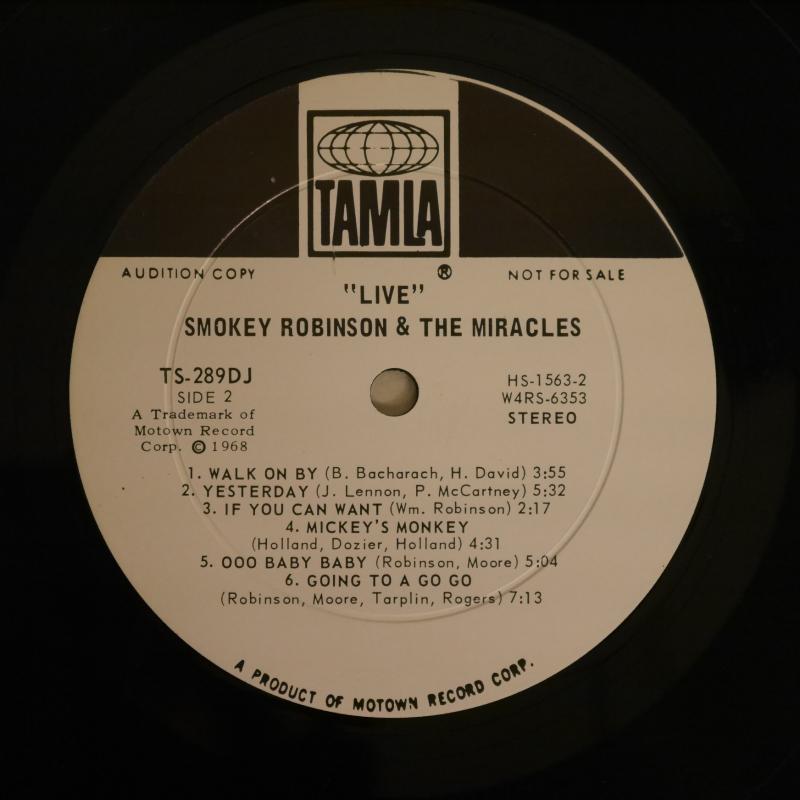 TAMLA
AUDITION COPY
®
NOT FOR SALE
"LIVE"
SMOKEY ROBINSON & THE MIRACLES
TS-289DJ
SIDE 2
A Trademark of
Motown Record
Corp. © 1968
HS-1563-2
W4RS-6353
STEREO
1. WALK ON BY (B. Bacharach, H. David) 3:55
2. YESTERDAY (J. Lennon, P. McCartney) 5:32
3. IF YOU CAN WANT (Wm. Robinson) 2:17
4. MICKEY'S MONKEY
(Holland, Dozier, Holland) 4:31
5. OOO BABY BABY (Robinson, Moore) 5:04
6. GOING TO A GO GO
(Robinson, Moore, Tarplin, Rogers) 7:13
A PRODUCT OF MOTOWN RECORD CORP.